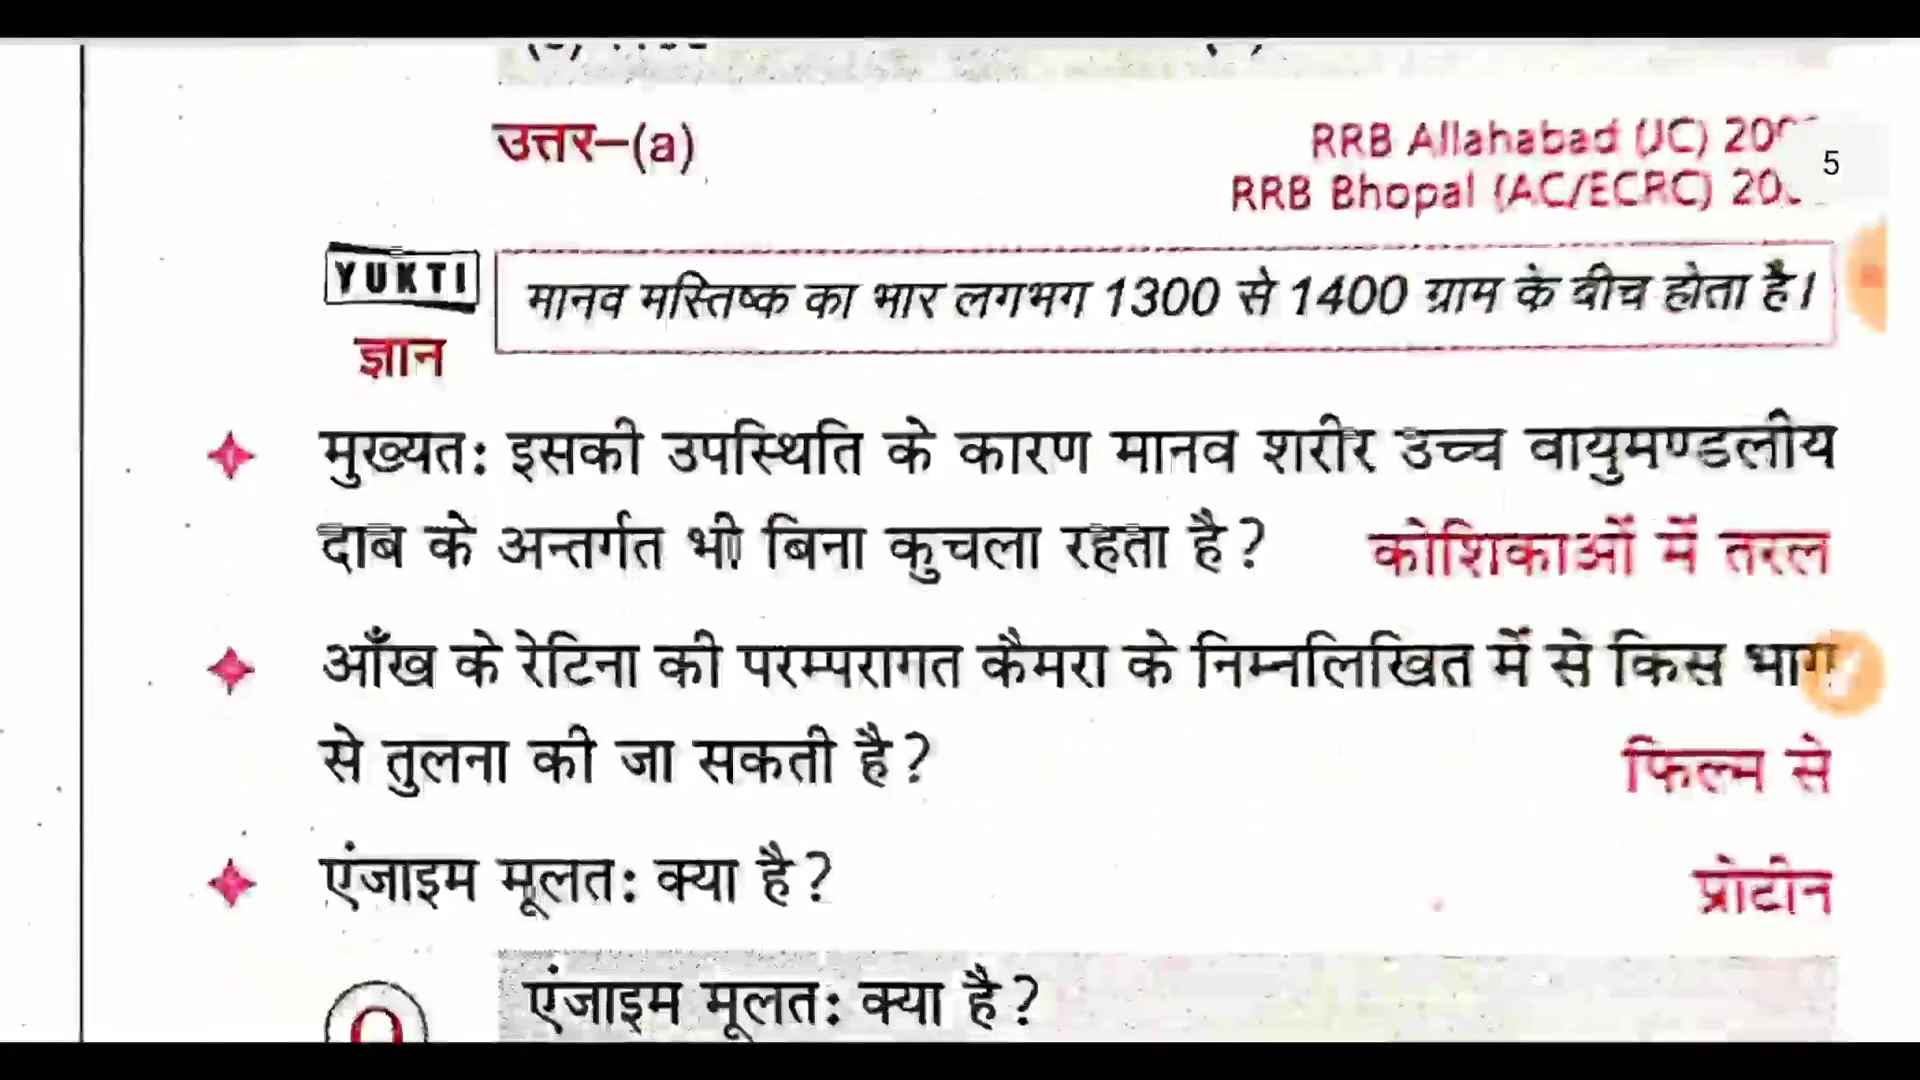 उत्तर–(a)
RRB Allahabad (JC)
5
RRB Bhopal (AC/ECRC)
YUKTI
ज्ञान
मानव मस्तिष्क का भार लगभग 1300 से 1400 ग्राम के बीच होता है।
मुख्यत: इसकी उपस्थिति के कारण मानव शरीर उच्च वायुमण्डलीय
दाब के अन्तर्गत भी बिना कुचला रहता है? कोशिकाओं में तरल
आँख के रेटिना की परम्परागत कैमरा के निम्नलिखित में से किस भाग
से तुलना की जा सकती है? फिल्म से
एंजाइम मूलत: क्या है? प्रोटीन
एंजाइम मूलत: क्या है?